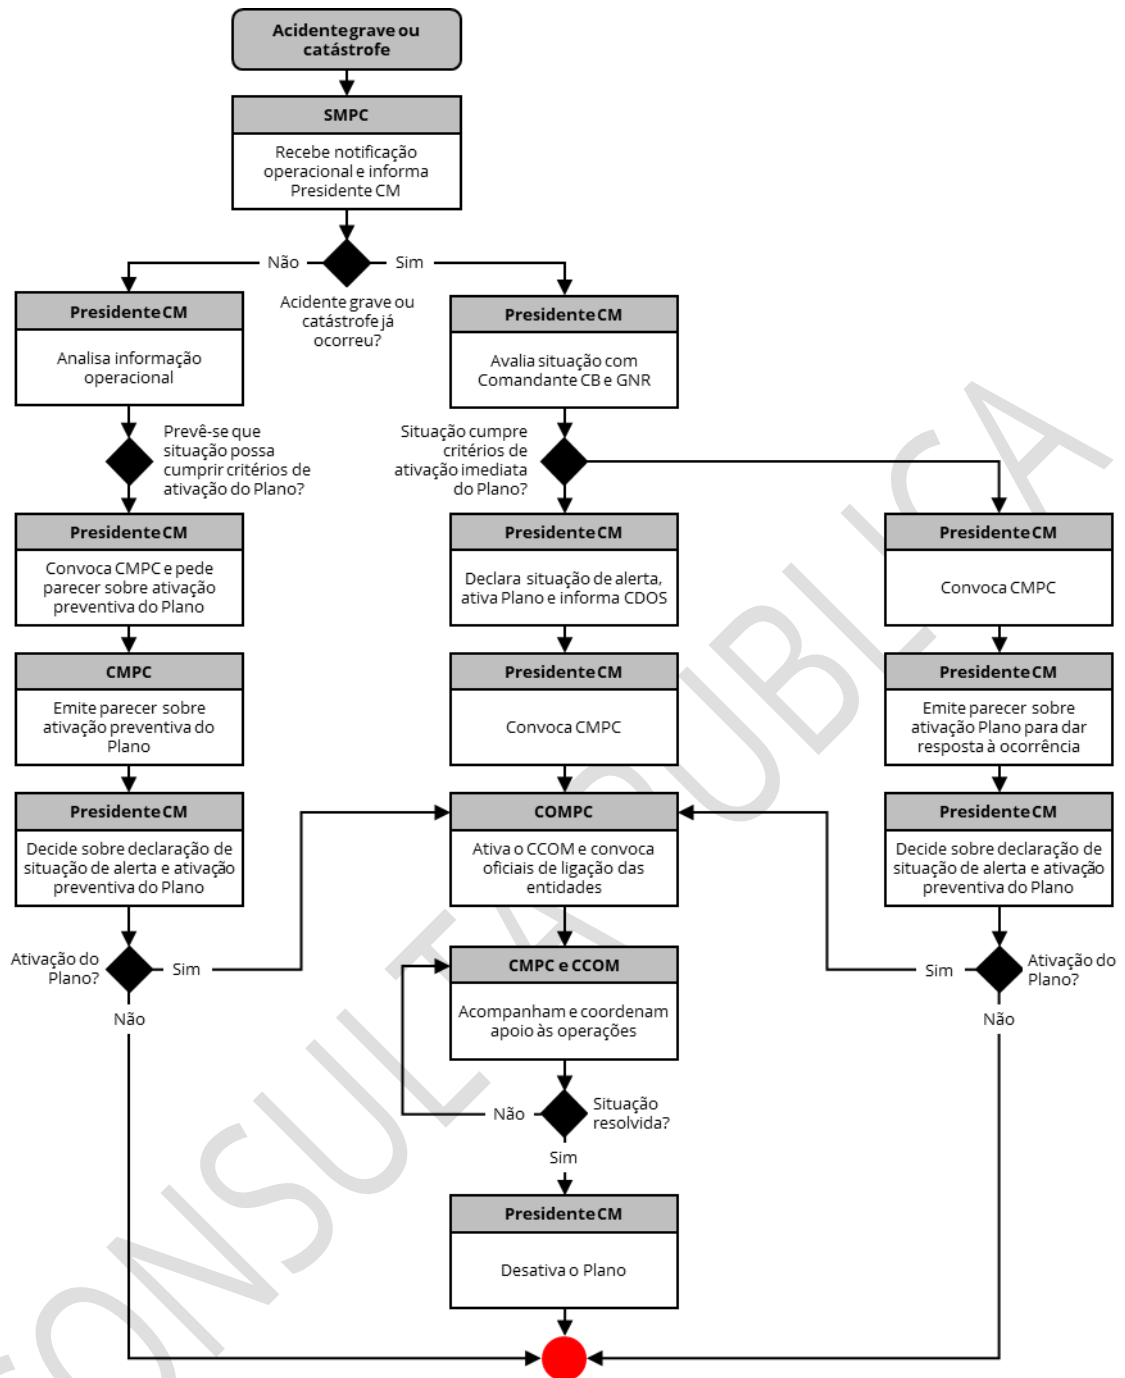 Acidente grave ou
catástrofe
SMPC
Recebe notificação
operacional e informa
Presidente CM
Não
Sim
Acidente grave ou
catástrofe já
ocorreu?
Presidente CM
Analisa informação
operacional
Presidente CM
Avalia situação com
Comandante CB e GNR
Prevê-se que
situação possa
cumprir critérios de
ativação do Plano?
Situação cumpre
critérios de
ativação imediata
do Plano?
Presidente CM
Convoca CMPC e pede
parecer sobre ativação
preventiva do Plano
Presidente CM
Declara situação de alerta,
ativa Plano e informa CDOS
Presidente CM
Convoca CMPC
CMPC
Emite parecer sobre
ativação preventiva do
Plano
Presidente CM
Convoca CMPC
Presidente CM
Emite parecer sobre
ativação Plano para dar
resposta à ocorrência
Presidente CM
Decide sobre declaração de
situação de alerta e ativação
preventiva do Plano
COMPC
Ativa o CCOM e convoca
oficiais de ligação das
entidades
Presidente CM
Decide sobre declaração de
situação de alerta e ativação
preventiva do Plano
Ativação do
Plano?
Sim
Não
CMPC e CCOM
Acompanham e coordenam
apoio às operações
Sim
Ativação do
Plano?
Não
Não
Situação
resolvida?
Sim
Presidente CM
Desativa o Plano
CONSULTA PUBLICA